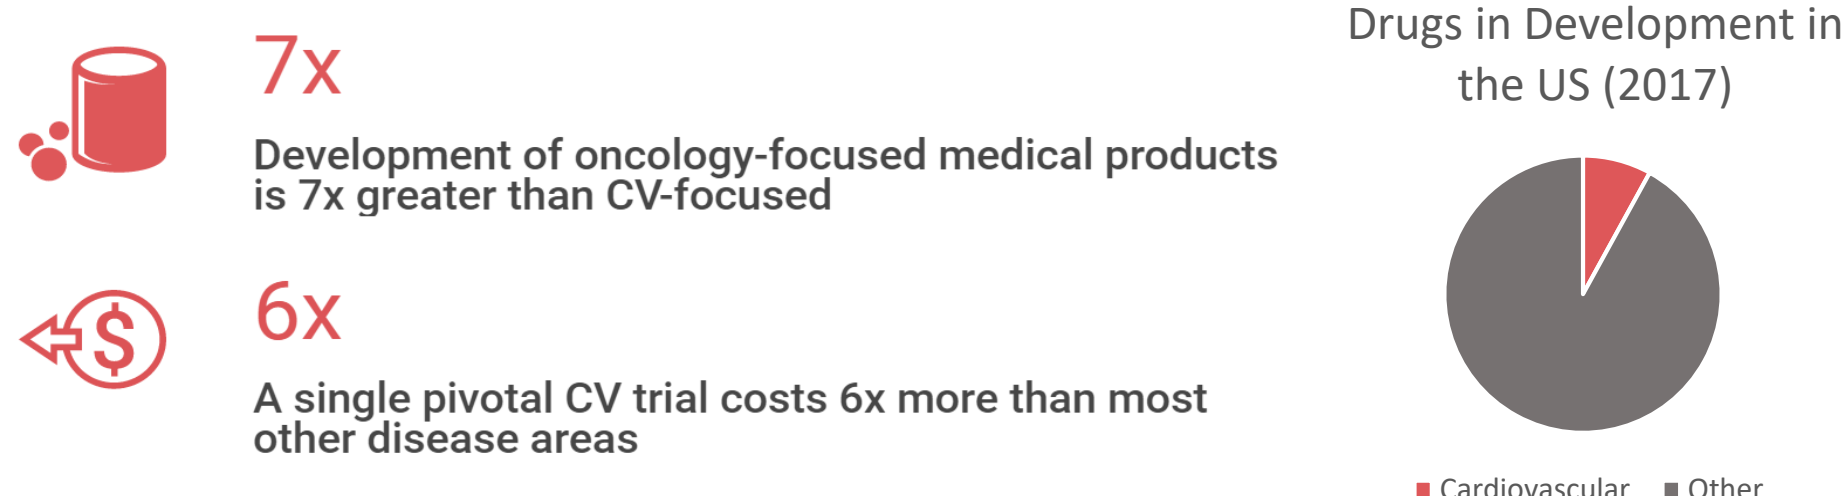 7x
Development of oncology-focused medical products
is 7x greater than CV-focused
$
6x
A single pivotal CV trial costs 6x more than most
other disease areas
Drugs in Development in
the US (2017)
Cardiovascular
Other